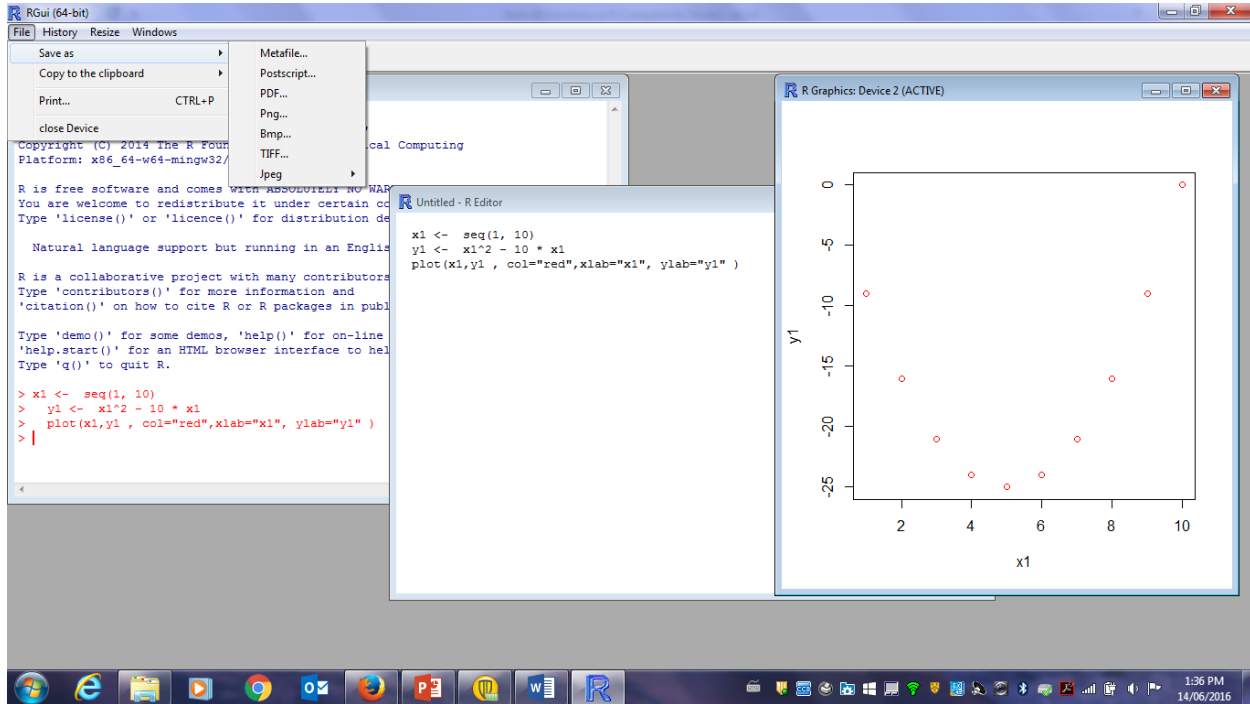 RGui (64-bit)
File History Resize Windows
Save as
Copy to the clipboard
Print... CTRL+P
close Device
Metafile...
Postscript...
PDF...
Png...
Bmp...
TIFF...
Jpeg
Copyright (C) 2014 The R Foun cal Computing
Platform: x86_64-w64-mingw32/
R is free software and comes with ABSOLUTELY NO WAR
You are welcome to redistribute it under certain co
Type 'license()' or 'licence()' for distribution de
Natural language support but running in an Englis
R is a collaborative project with many contributors
Type 'contributors()' for more information and
'citation()' on how to cite R or R packages in publ
Type 'demo()' for some demos, 'help()' for on-line
'help.start()' for an HTML browser interface to hel
Type 'q()' to quit R.
> x1 <- seq(1, 10)
> y1 <- x1^2 - 10 * x1
> plot(x1,y1 , col="red",xlab="x1", ylab="y1" )
>
Untitled - R Editor
x1 <- seq(1, 10)
y1 <- x1^2 - 10 * x1
plot(x1,y1 , col="red",xlab="x1", ylab="y1" )
R Graphics: Device 2 (ACTIVE)
0
-5
-10
-15
-20
-25
y1
2 4 6 8 10
x1
1:36 PM
14/06/2016